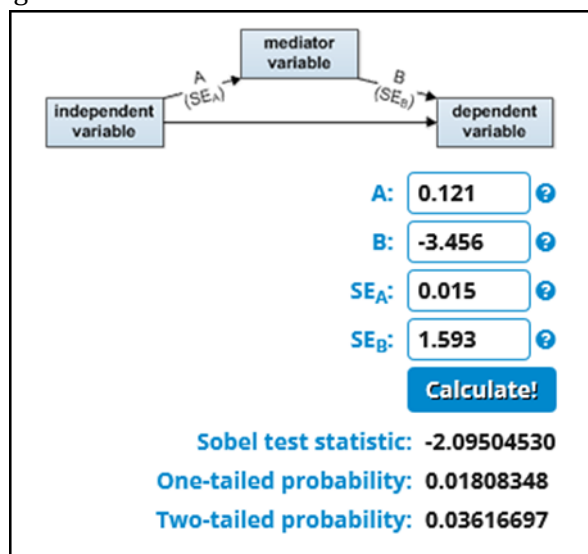 mediator
variable
A
(SEA)
B
(SEB)
independent
variable
dependent
variable
A: 0.121 ?
B: -3.456 ?
SEA: 0.015 ?
SEB: 1.593 ?
Calculate!
Sobel test statistic: -2.09504530
One-tailed probability: 0.01808348
Two-tailed probability: 0.03616697